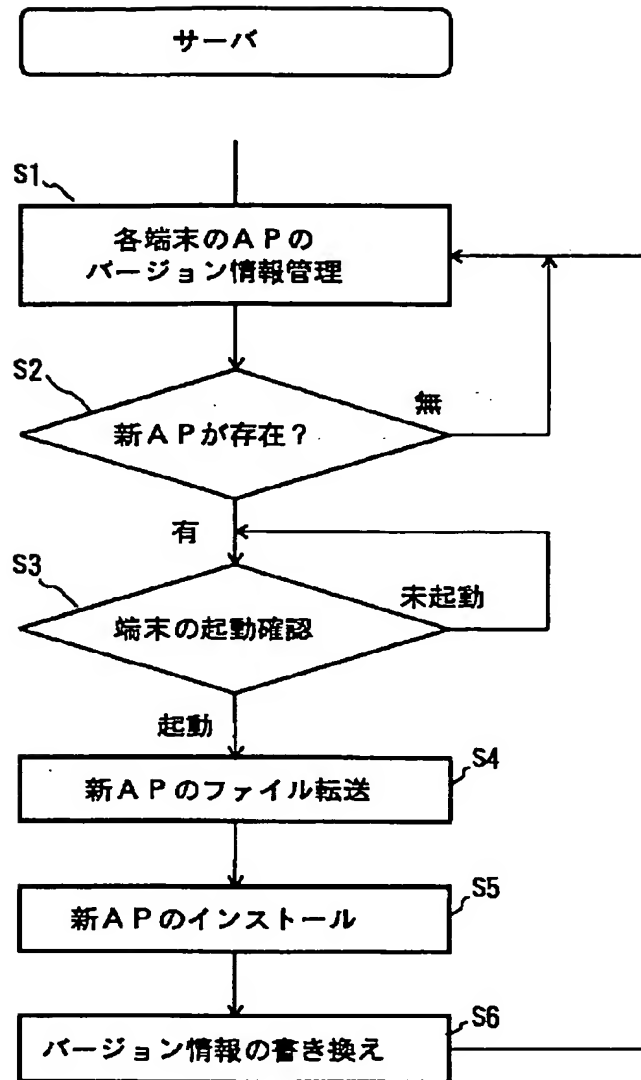 サーバ
S1
各端末のAPの
バージョン情報管理
S2
新APが存在?
無
有
S3
端末の起動確認
未起動
起動
新APのファイル転送
S4
新APのインストール
S5
バージョン情報の書き換え
S6